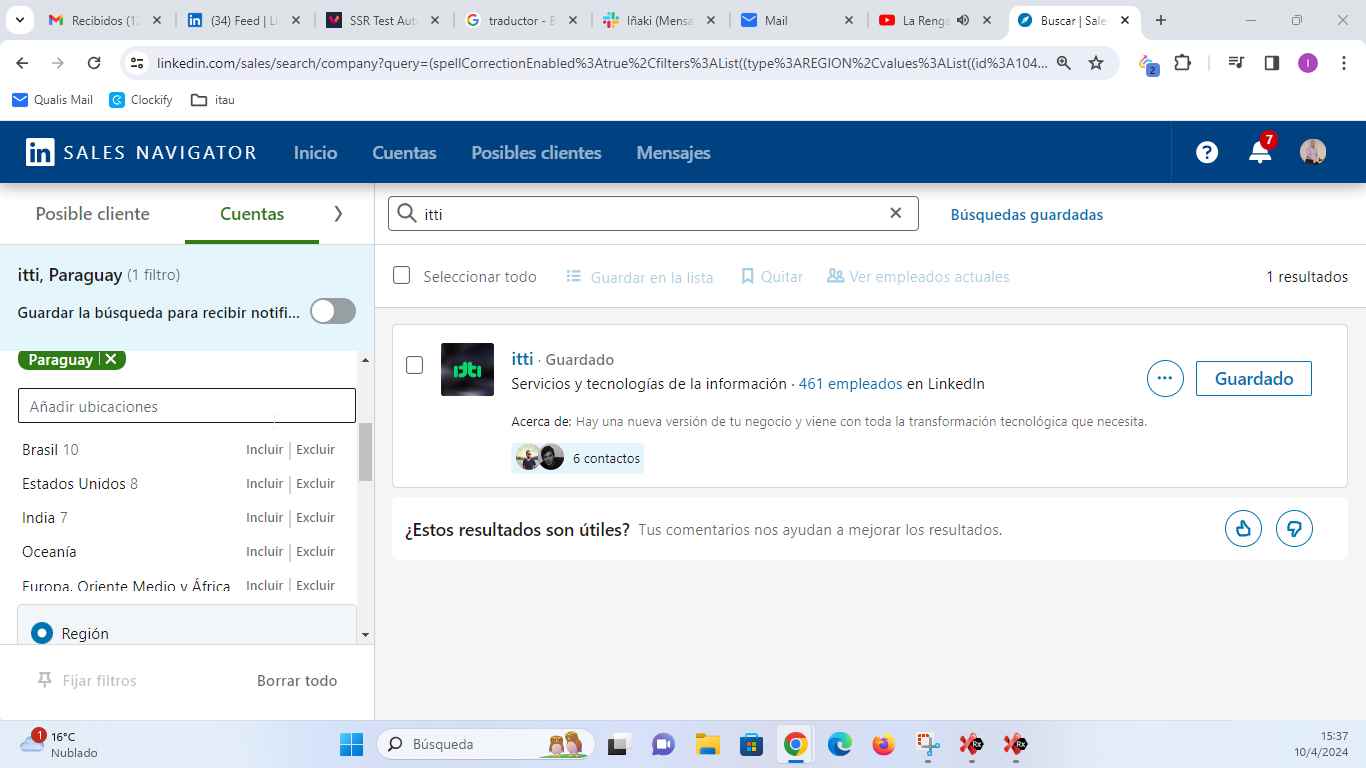 Recibidos (1
(34) Feed | Li
SSR Test Aut
traductor - B
Iñaki (Mensa
Mail
La Renga
Buscar | Sale
linkedin.com/sales/search/company?query=(spellCorrectionEnabled%3Atrue%2Cfilters%3AList((type%3AREGION%2Cvalues%3AList((id%3A104...
2
I
Qualis Mail
Clockify
itau
in SALES NAVIGATOR
Inicio
Cuentas
Posibles clientes
Mensajes
?
7
Posible cliente
Cuentas
itti
Búsquedas guardadas
itti, Paraguay (1 filtro)
Guardar la búsqueda para recibir notifi...
Seleccionar todo
Guardar en la lista
Quitar
Ver empleados actuales
1 resultados
Paraguay
Añadir ubicaciones
Brasil 10 Incluir | Excluir
Estados Unidos 8 Incluir | Excluir
India 7 Incluir | Excluir
Oceanía Incluir | Excluir
Europa, Oriente Medio y África Incluir | Excluir
Región
Fijar filtros
Borrar todo
itti
itti · Guardado
Servicios y tecnologías de la información · 461 empleados en LinkedIn
Acerca de: Hay una nueva versión de tu negocio y viene con toda la transformación tecnológica que necesita.
6 contactos
Guardado
¿Estos resultados son útiles? Tus comentarios nos ayudan a mejorar los resultados.
1
16°C
Nublado
Búsqueda
Rx
Rx
15:37
10/4/2024